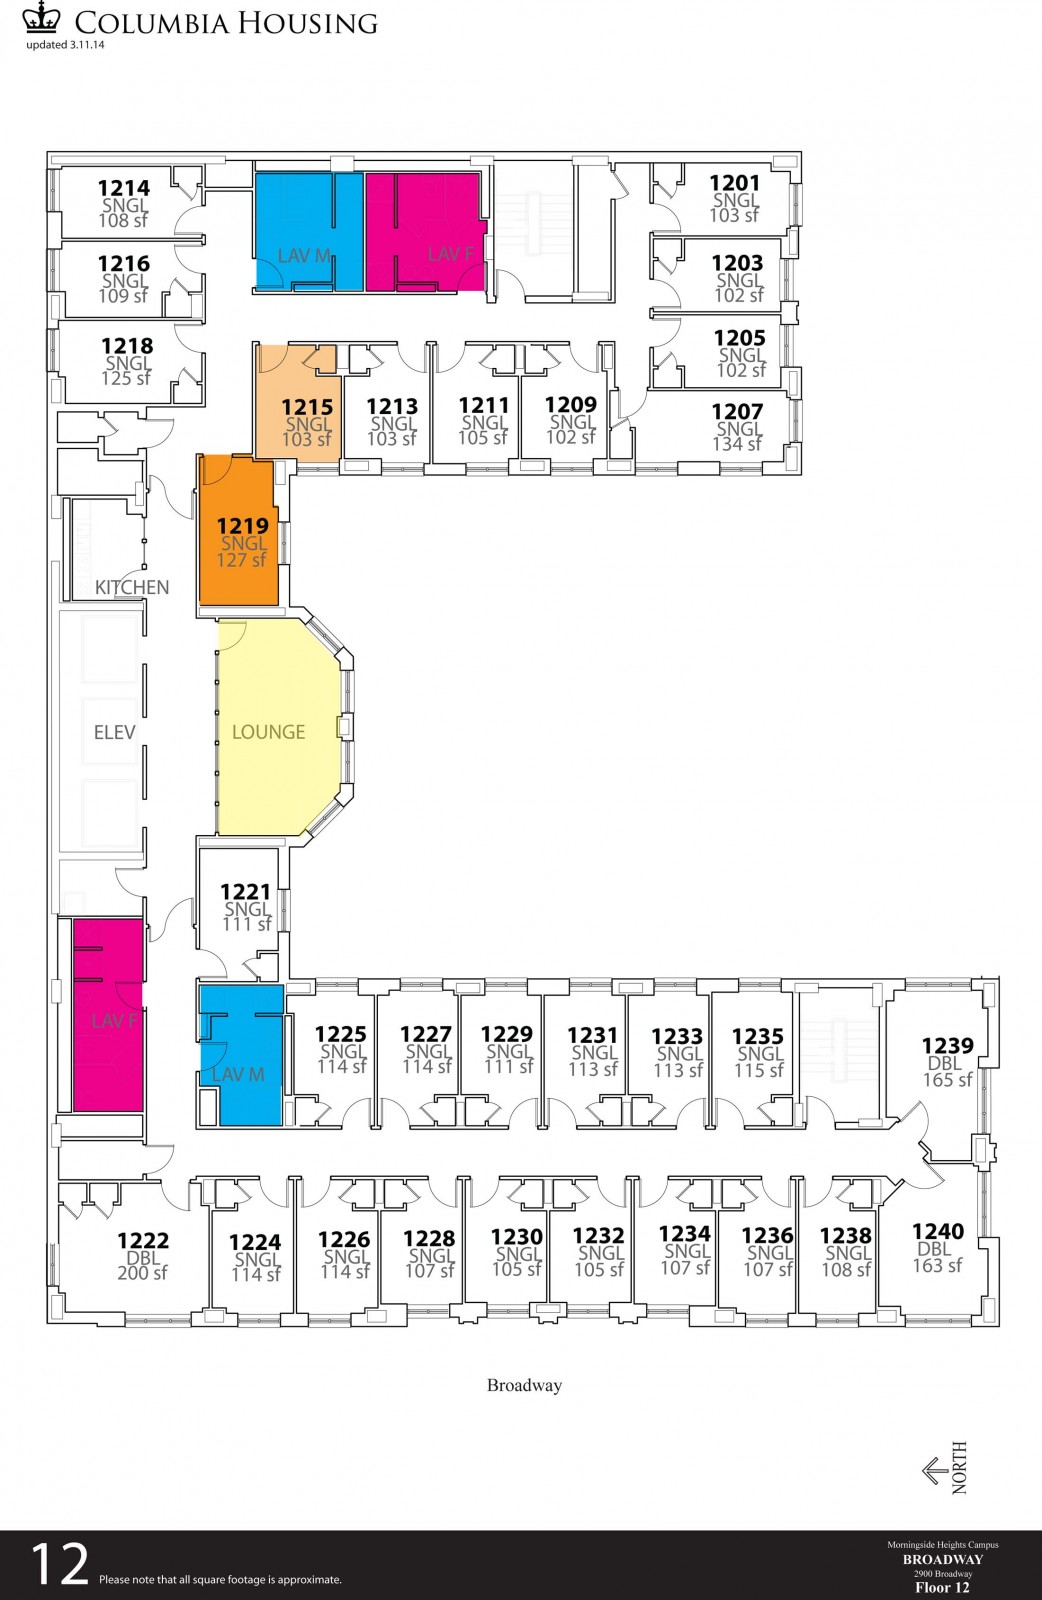 COLUMBIA HOUSING
updated 3.11.14
1214
SNGL
108 sf
LAV M
LAV F
1201
SNGL
103 sf
1216
SNGL
109 sf
1203
SNGL
102 sf
1218
SNGL
125 sf
1205
SNGL
102 sf
1215
SNGL
103 sf
1213
SNGL
103 sf
1211
SNGL
105 sf
1209
SNGL
102 sf
1207
SNGL
134 sf
1219
SNGL
127 sf
KITCHEN
ELEV
LOUNGE
1221
SNGL
111 sf
LAV F
LAV M
1225
SNGL
114 sf
1227
SNGL
114 sf
1229
SNGL
111 sf
1231
SNGL
113 sf
1233
SNGL
113 sf
1235
SNGL
115 sf
1239
DBL
165 sf
1222
DBL
200 sf
1224
SNGL
114 sf
1226
SNGL
114 sf
1228
SNGL
107 sf
1230
SNGL
105 sf
1232
SNGL
105 sf
1234
SNGL
107 sf
1236
SNGL
107 sf
1238
SNGL
108 sf
1240
DBL
163 sf
Broadway
NORTH
12 Please note that all square footage is approximate.
Morningside Heights Campus
BROADWAY
2900 Broadway
Floor 12